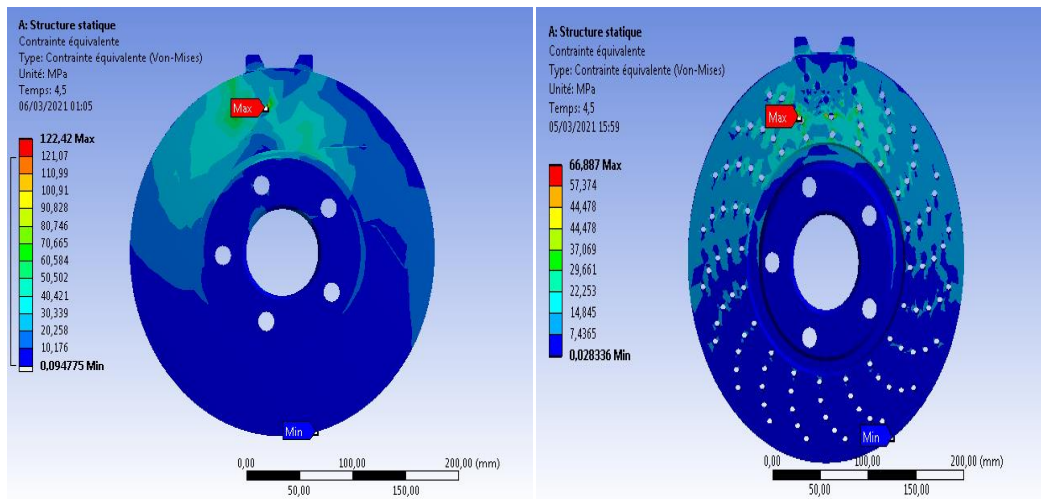 A: Structure statique
Contrainte équivalente
Type: Contrainte équivalente (Von-Mises)
Unité: MPa
Temps: 4,5
06/03/2021 01:05
122,42 Max
121,07
110,99
100,91
90,828
80,746
70,665
60,584
50,502
40,421
30,339
20,258
10,176
0,094775 Min
Max
Min
0,00
100,00
200,00 (mm)
50,00
150,00
A: Structure statique
Contrainte équivalente
Type: Contrainte équivalente (Von-Mises)
Unité: MPa
Temps: 4,5
05/03/2021 15:59
66,887 Max
57,374
44,478
44,478
37,069
29,661
22,253
14,845
7,4365
0,028336 Min
Max
Min
0,00
100,00
200,00 (mm)
50,00
150,00